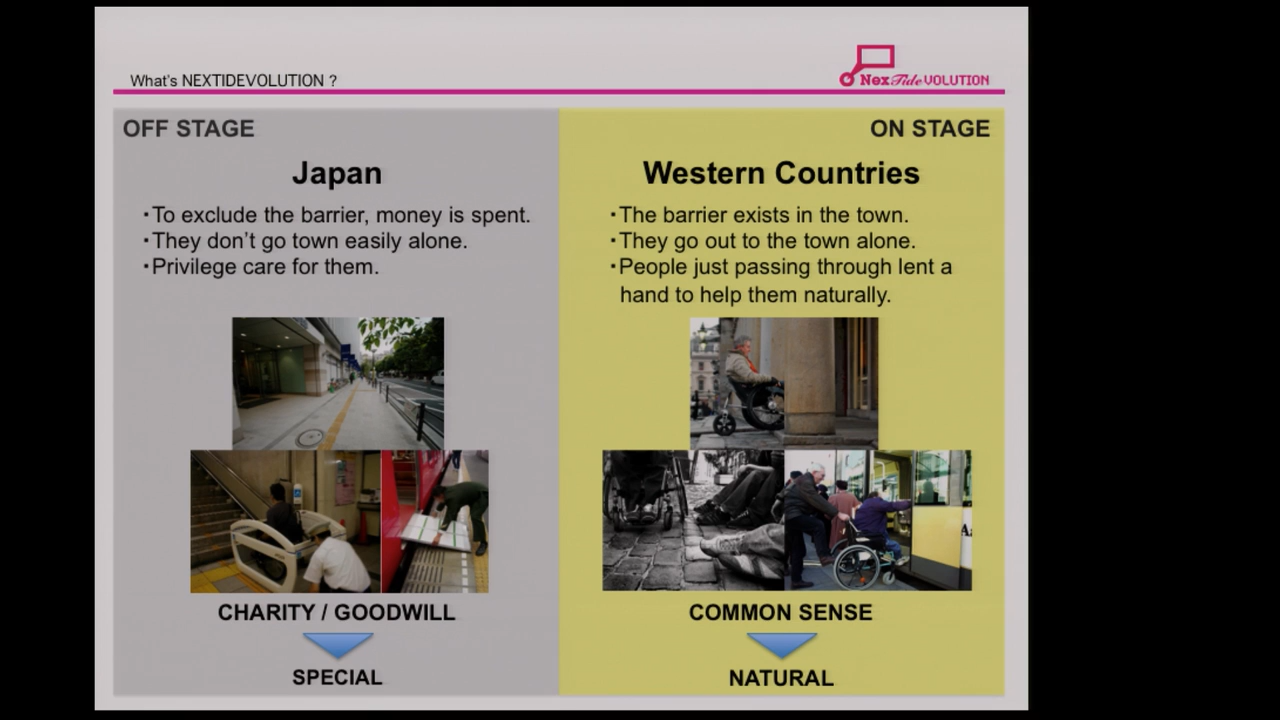 What's NEXTIDEVOLUTION ?
NexTideVOLUTION
OFF STAGE
Japan
・To exclude the barrier, money is spent.
・They don't go town easily alone.
・Privilege care for them.
CHARITY / GOODWILL
SPECIAL
ON STAGE
Western Countries
・The barrier exists in the town.
・They go out to the town alone.
・People just passing through lent a
hand to help them naturally.
COMMON SENSE
NATURAL